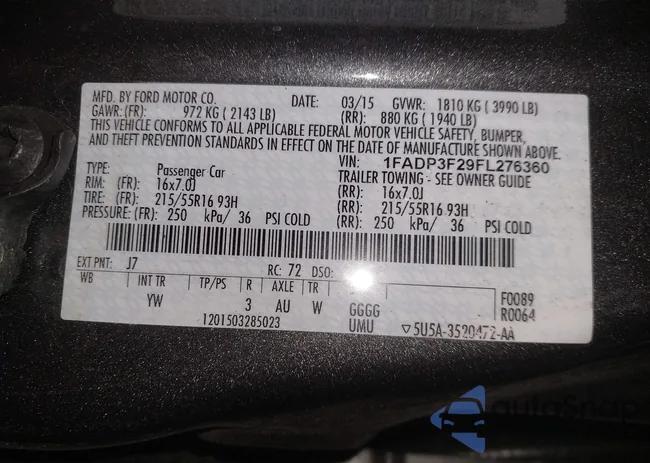 MFD. BY FORD MOTOR CO. DATE: 03/15 GVWR: 1810 KG ( 3990 LB)
GAWR: (FR): 972 KG ( 2143 LB) (RR): 880 KG ( 1940 LB)
THIS VEHICLE CONFORMS TO ALL APPLICABLE FEDERAL MOTOR VEHICLE SAFETY, BUMPER,
AND THEFT PREVENTION STANDARDS IN EFFECT ON THE DATE OF MANUFACTURE SHOWN ABOVE.
VIN: 1FADP3F29FL276360
TYPE: Passenger Car TRAILER TOWING - SEE OWNER GUIDE
RIM: (FR): 16x7.0J (RR): 16x7.0J
TIRE: (FR): 215/55R16 93H (RR): 215/55R16 93H
PRESSURE: (FR): 250 kPa/ 36 PSI COLD (RR): 250 kPa/ 36 PSI COLD
EXT PNT: J7 RC: 72 DSO:
WB INT TR TP/PS R AXLE TR
YW 3 AU W GGGG F0089
1201503285023 UMU R0064
▽5U5A-3520472-AA
autoSnap